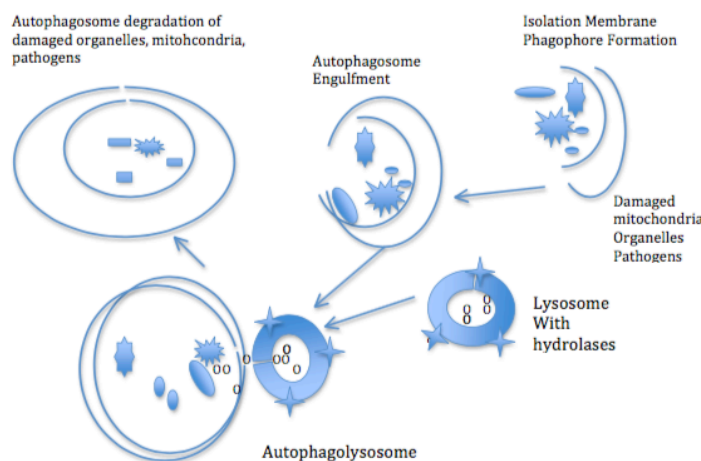 Autophagosome degradation of
damaged organelles, mitohcondria,
pathogens
Autophagosome
Engulfment
Isolation Membrane
Phagophore Formation
Damaged
mitochondria
Organelles
Pathogens
Lysosome
With
hydrolases
Autophagolysosome